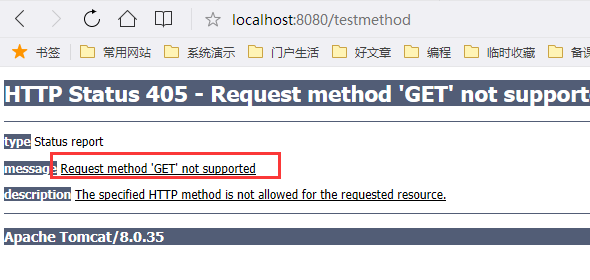 localhost:8080/testmethod
书签 常用网站 系统演示 门户生活 好文章 编程 临时收藏 备课
HTTP Status 405 - Request method 'GET' not support
type Status report
message Request method 'GET' not supported
description The specified HTTP method is not allowed for the requested resource.
Apache Tomcat/8.0.35